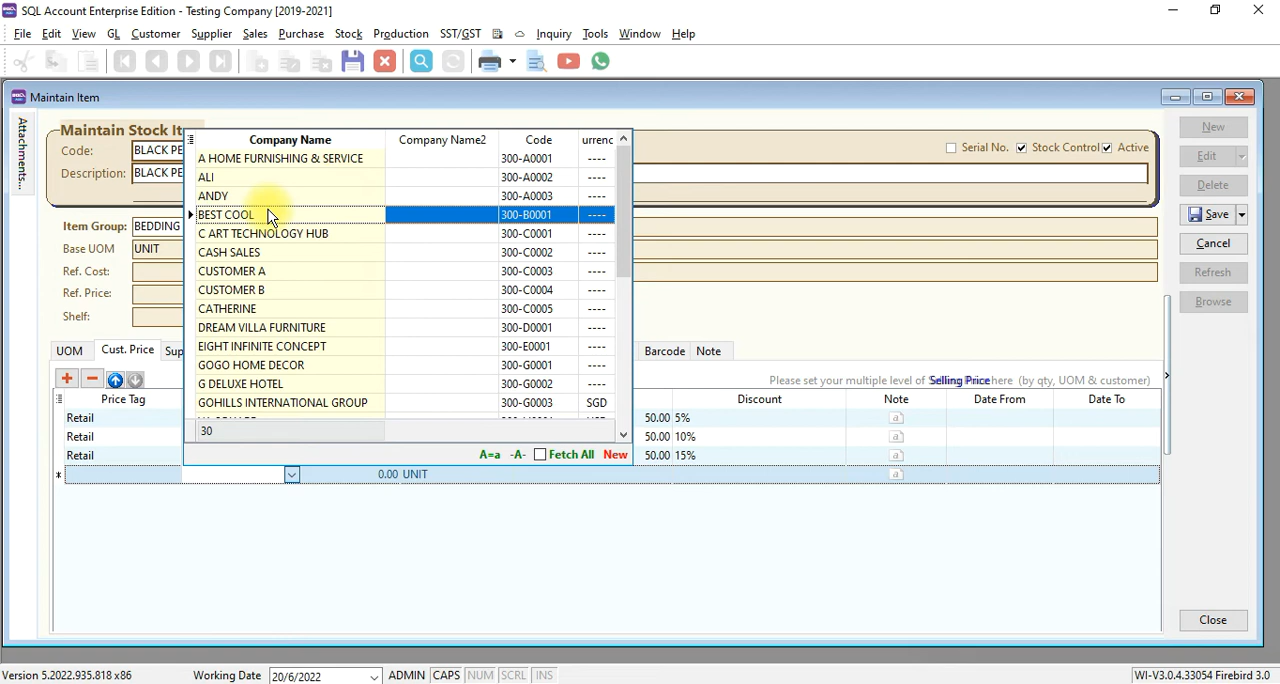 SQL Account Enterprise Edition - Testing Company [2019-2021]
File Edit View GL Customer Supplier Sales Purchase Stock Production SST/GST Inquiry Tools Window Help
Maintain Item
Attachments...
Maintain Stock It
Code: BLACK PE
Serial No. Stock Control Active
Description: BLACK PE
Item Group: BEDDING
Base UOM UNIT
Ref. Cost:
Ref. Price:
Shelf:
New
Edit
Delete
Save
Cancel
Refresh
Browse
Company Name Company Name2 Code urrenc
A HOME FURNISHING & SERVICE 300-A0001 ----
ALI 300-A0002 ----
ANDY 300-A0003 ----
BEST COOL 300-B0001 ----
C ART TECHNOLOGY HUB 300-C0001 ----
CASH SALES 300-C0002 ----
CUSTOMER A 300-C0003 ----
CUSTOMER B 300-C0004 ----
CATHERINE 300-C0005 ----
DREAM VILLA FURNITURE 300-D0001 ----
EIGHT INFINITE CONCEPT 300-E0001 ----
GOGO HOME DECOR 300-G0001 ----
G DELUXE HOTEL 300-G0002 ----
GOHILLS INTERNATIONAL GROUP 300-G0003 SGD
30
A=a -A- Fetch All New
UOM Cust. Price Sup Barcode Note
Please set your multiple level of Selling Price here (by qty, UOM & customer)
Price Tag Discount Note Date From Date To
Retail 50.00 5%
Retail 50.00 10%
Retail 50.00 15%
0.00 UNIT
Close
Version 5.2022.935.818 x86 Working Date 20/6/2022 ADMIN CAPS NUM SCRL INS WI-V3.0.4.33054 Firebird 3.0